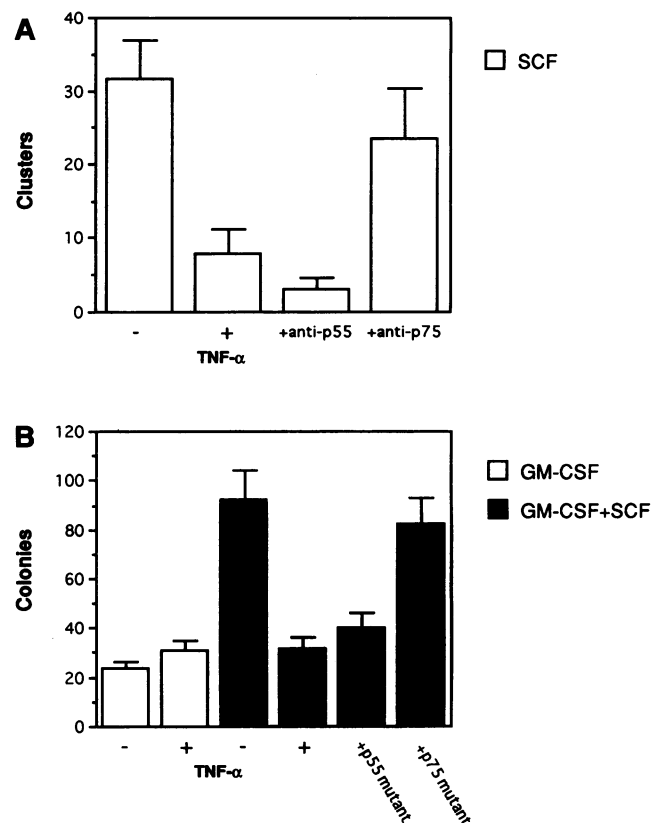 A
SCF
Clusters
40
30
20
10
0
- + +anti-p55 +anti-p75
TNF-α
B
GM-CSF
GM-CSF+SCF
Colonies
120
100
80
60
40
20
0
- + - + +p55 mutant +p75 mutant
TNF-α